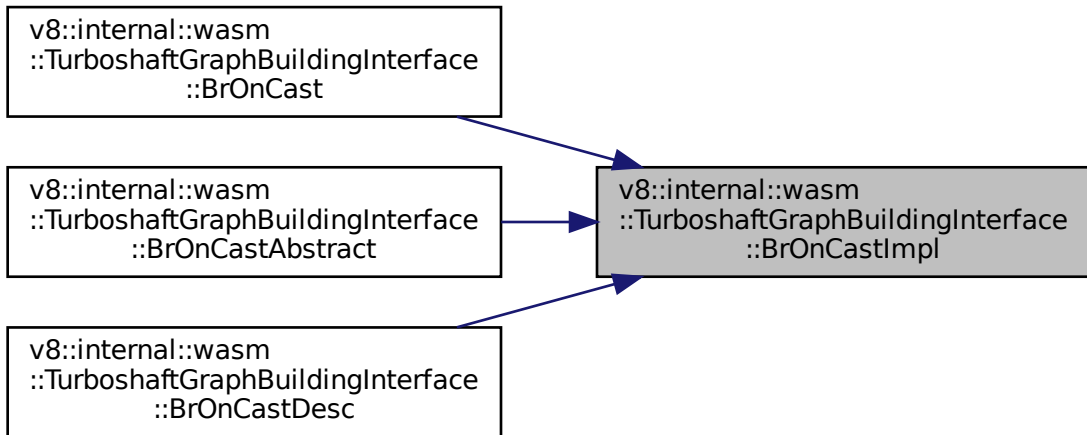 v8::internal::wasm
::TurboshaftGraphBuildingInterface
::BrOnCast
v8::internal::wasm
::TurboshaftGraphBuildingInterface
::BrOnCastAbstract
v8::internal::wasm
::TurboshaftGraphBuildingInterface
::BrOnCastDesc
v8::internal::wasm
::TurboshaftGraphBuildingInterface
::BrOnCastImpl